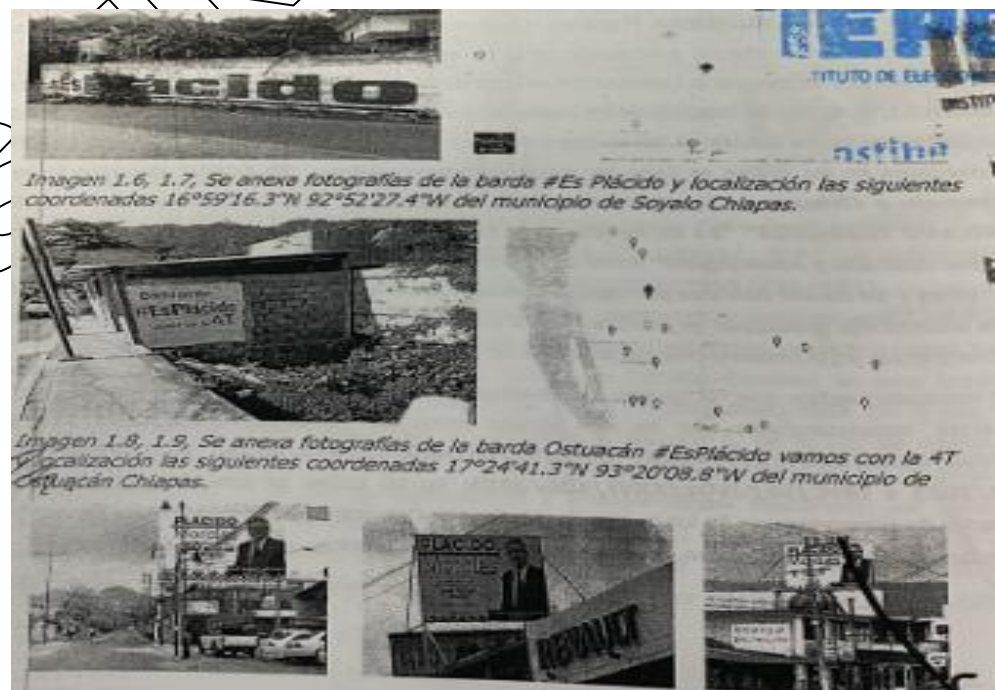 #Es Plácido
TITUTO DE ELE
Imagen 1.6, 1.7, Se anexa fotografías de la barda #Es Plácido y localización las siguientes
coordenadas 16°59'16.3"N 92°52'27.4"W del municipio de Soyalo Chiapas.
#EsPlácido
4T
Imagen 1.8, 1.9, Se anexa fotografías de la barda Ostuacán #EsPlácido vamos con la 4T
y localización las siguientes coordenadas 17°24'41.3"N 93°20'08.8"W del municipio de
Ostuacán Chiapas.
PLACIDO
PLACIDO
MORALES
PLACIDO